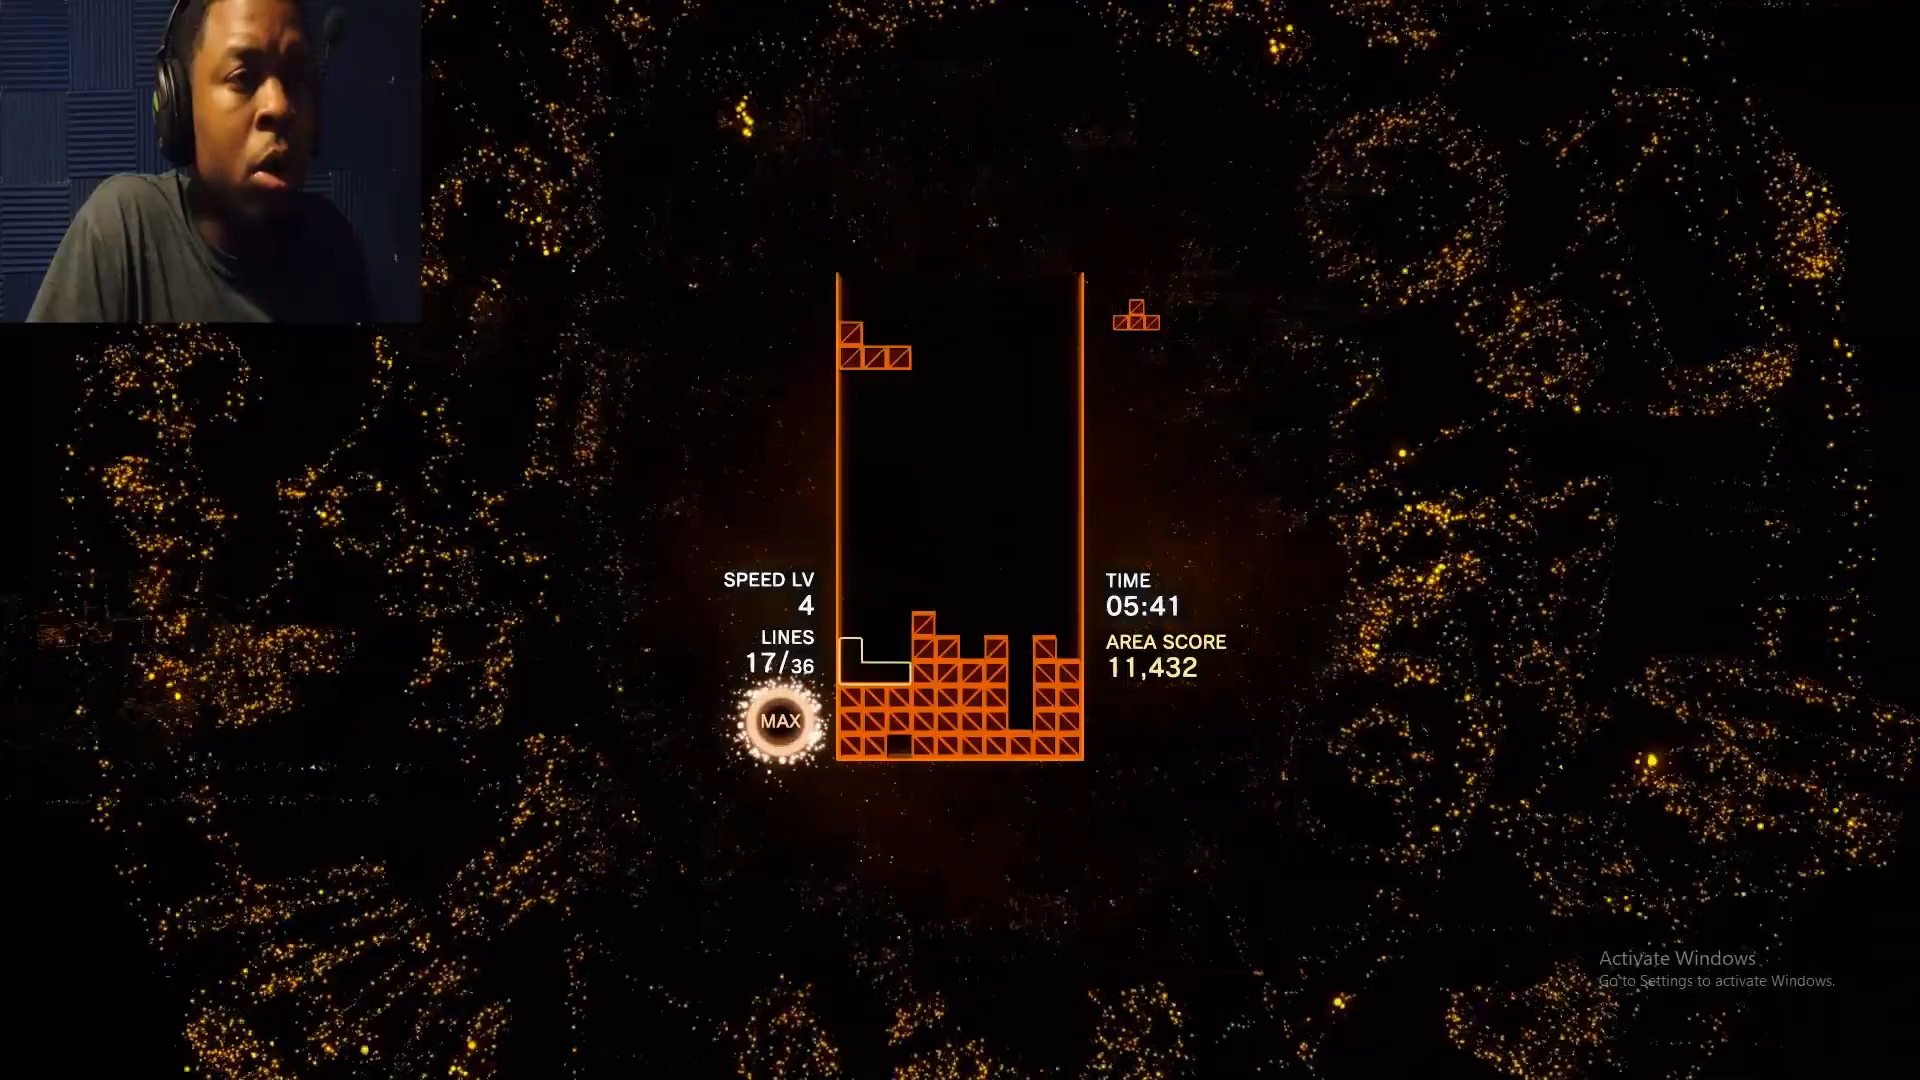 SPEED LV
4
LINES
17/36
MAX
TIME
05:41
AREA SCORE
11,432
Activate Windows
Go to Settings to activate Windows.